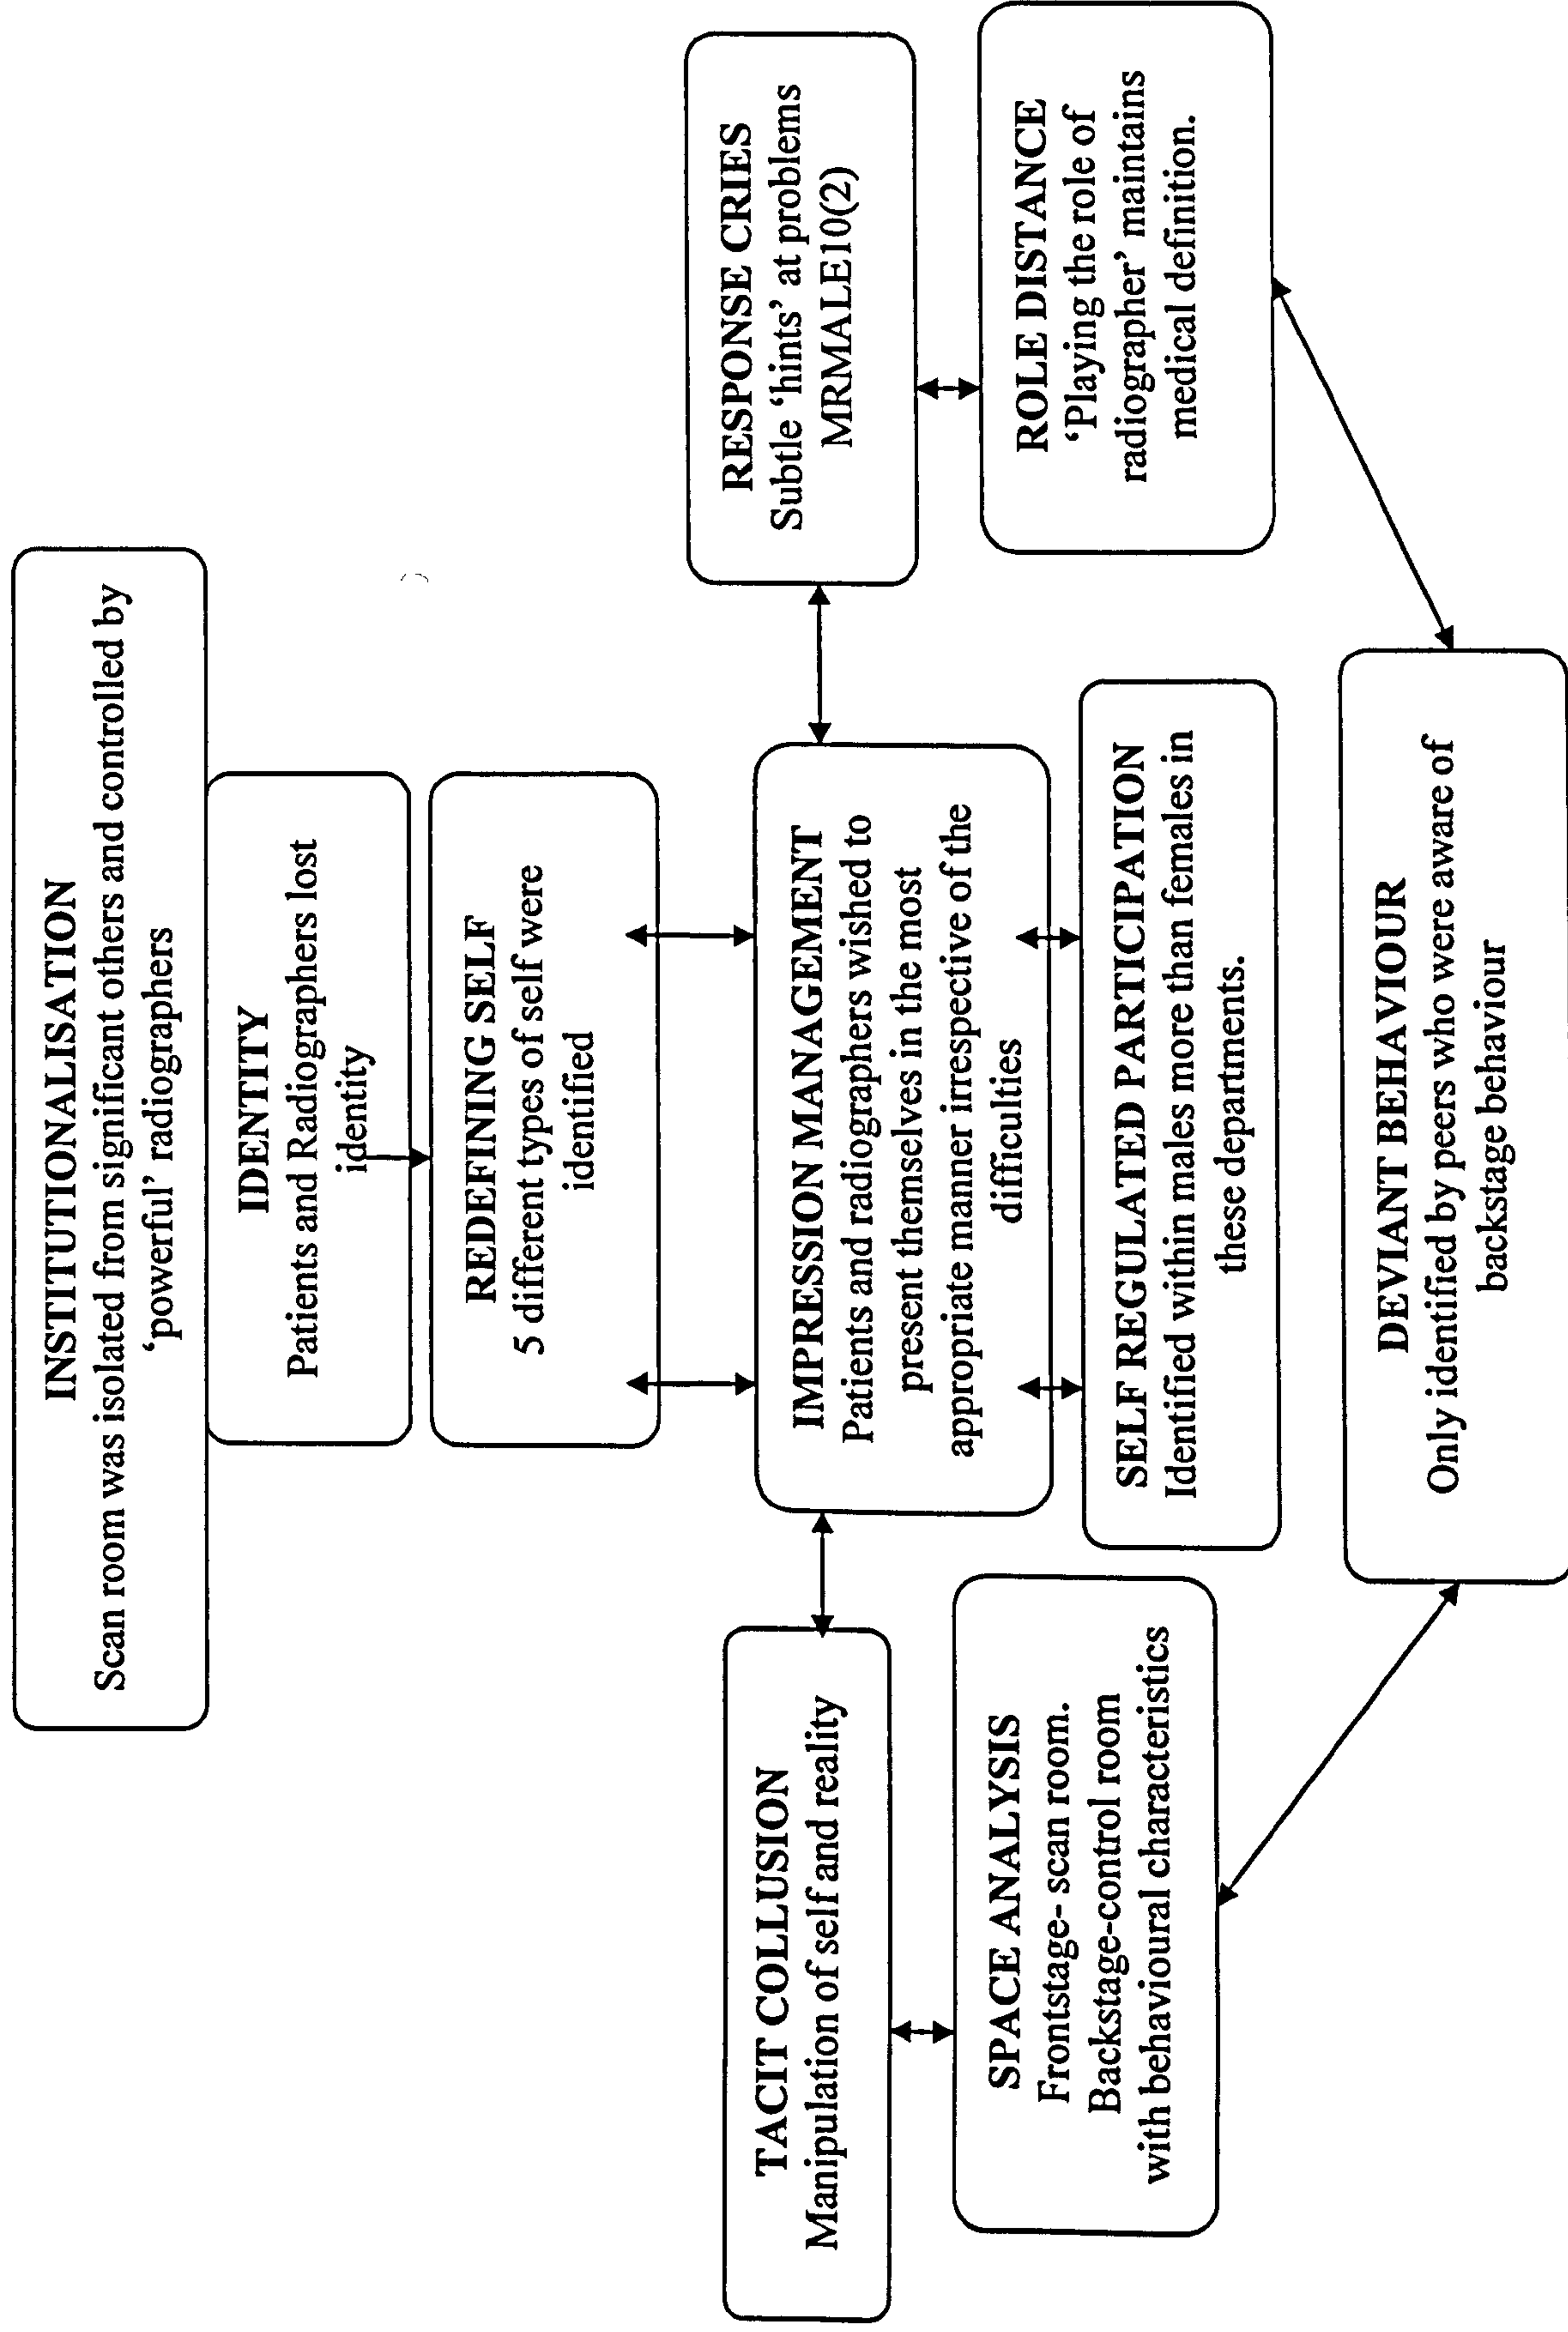 INSTITUTIONALISATION
Scan room was isolated from significant others and controlled by
‘powerful’ radiographers
IDENTITY
Patients and Radiographers lost
identity
REDEFINING SELF
5 different types of self were
identified
TACIT COLLUSION
Manipulation of self and reality
IMPRESSION MANAGEMENT
Patients and radiographers wished to
present themselves in the most
appropriate manner irrespective of the
difficulties
RESPONSE CRIES
Subtle ‘hints’ at problems
MRMALE10(2)
SPACE ANALYSIS
Frontstage- scan room.
Backstage-control room
with behavioural characteristics
SELF REGULATED PARTICIPATION
Identified within males more than females in
these departments.
ROLE DISTANCE
‘Playing the role of
radiographer’ maintains
medical definition.
DEVIANT BEHAVIOUR
Only identified by peers who were aware of
backstage behaviour